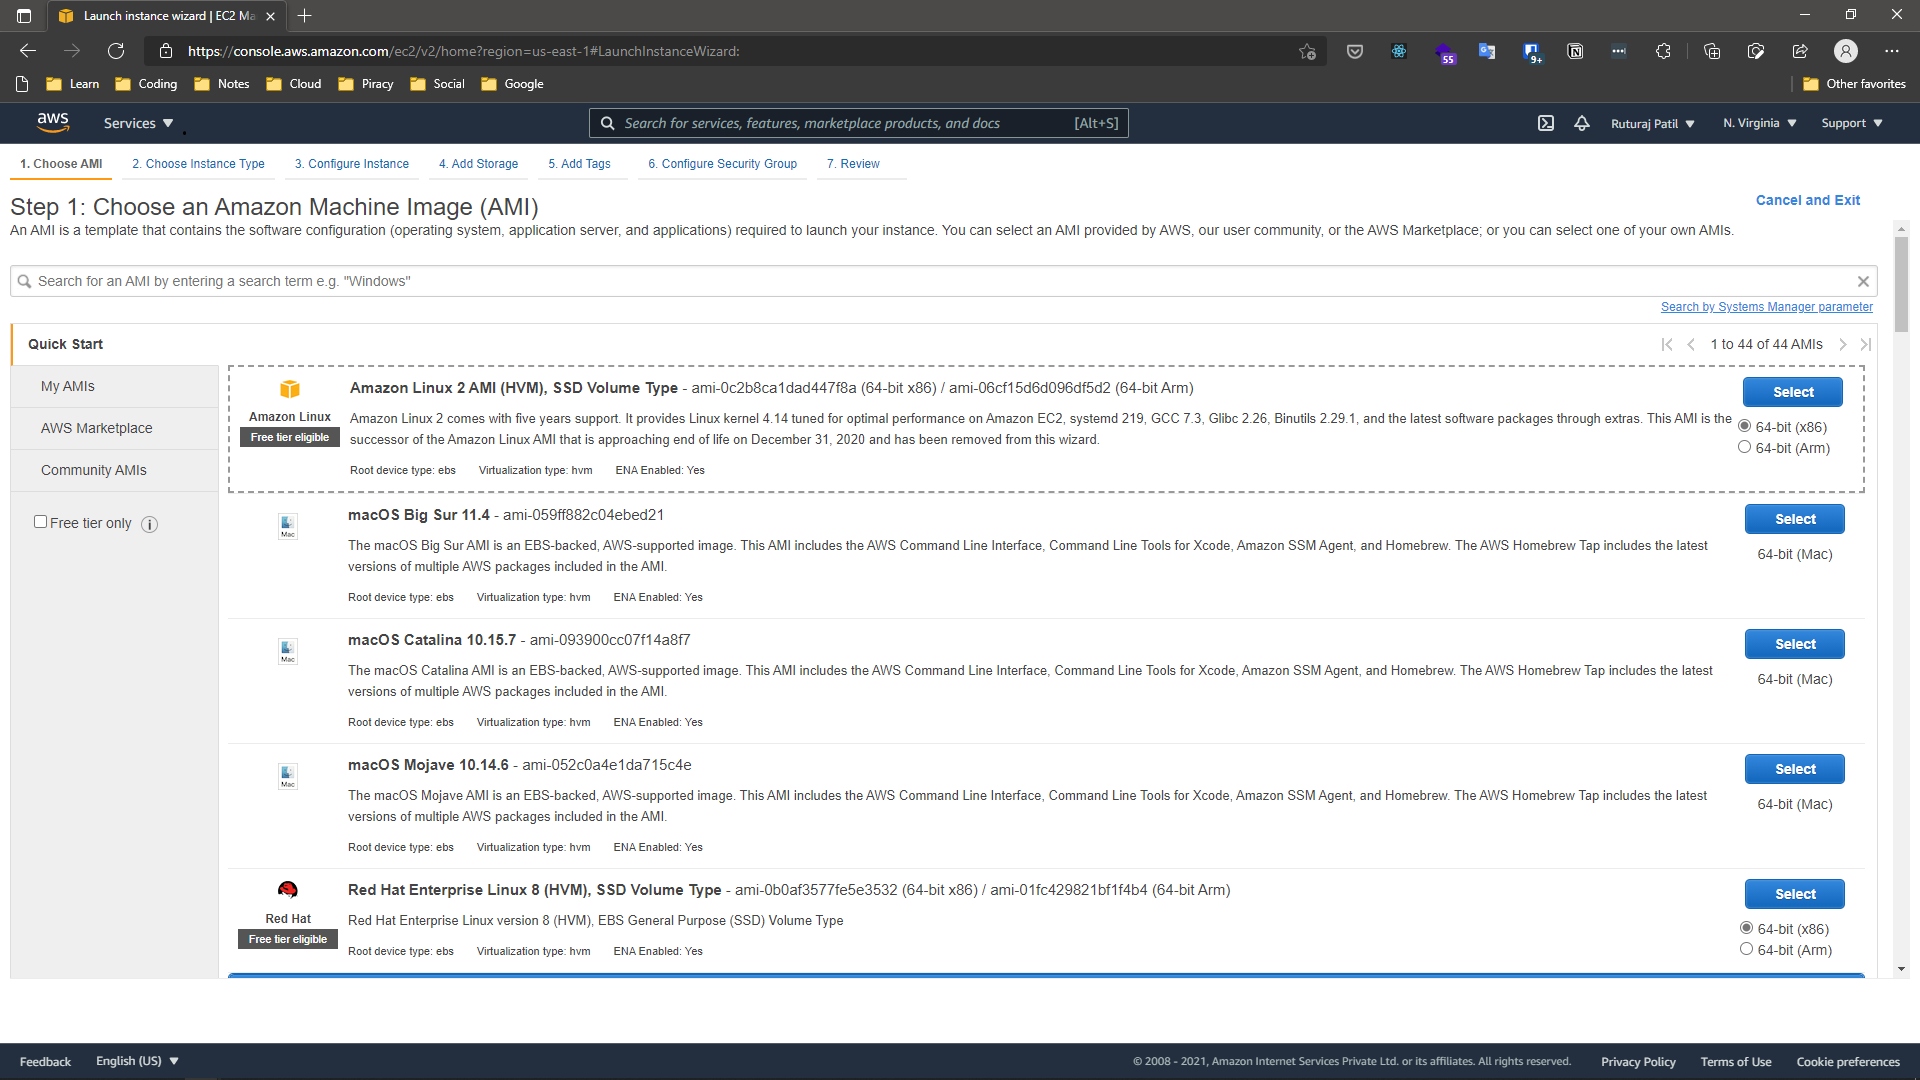 Launch instance wizard | EC2 Ma
https://console.aws.amazon.com/ec2/v2/home?region=us-east-1#LaunchInstanceWizard:
55
9+
Learn Coding Notes Cloud Piracy Social Google Other favorites
aws Services Search for services, features, marketplace products, and docs [Alt+S] Ruturaj Patil N. Virginia Support
1. Choose AMI 2. Choose Instance Type 3. Configure Instance 4. Add Storage 5. Add Tags 6. Configure Security Group 7. Review
Step 1: Choose an Amazon Machine Image (AMI)
Cancel and Exit
An AMI is a template that contains the software configuration (operating system, application server, and applications) required to launch your instance. You can select an AMI provided by AWS, our user community, or the AWS Marketplace; or you can select one of your own AMIs.
Search for an AMI by entering a search term e.g. "Windows"
Search by Systems Manager parameter
Quick Start
1 to 44 of 44 AMIs
My AMIs
AWS Marketplace
Community AMIs
Free tier only
Amazon Linux
Free tier eligible
Amazon Linux 2 AMI (HVM), SSD Volume Type - ami-0c2b8ca1dad447f8a (64-bit x86) / ami-06cf15d6d096df5d2 (64-bit Arm)
Amazon Linux 2 comes with five years support. It provides Linux kernel 4.14 tuned for optimal performance on Amazon EC2, systemd 219, GCC 7.3, Glibc 2.26, Binutils 2.29.1, and the latest software packages through extras. This AMI is the
successor of the Amazon Linux AMI that is approaching end of life on December 31, 2020 and has been removed from this wizard.
Root device type: ebs Virtualization type: hvm ENA Enabled: Yes
Select
64-bit (x86)
64-bit (Arm)
Mac
macOS Big Sur 11.4 - ami-059ff882c04ebed21
The macOS Big Sur AMI is an EBS-backed, AWS-supported image. This AMI includes the AWS Command Line Interface, Command Line Tools for Xcode, Amazon SSM Agent, and Homebrew. The AWS Homebrew Tap includes the latest
versions of multiple AWS packages included in the AMI.
Root device type: ebs Virtualization type: hvm ENA Enabled: Yes
Select
64-bit (Mac)
Mac
macOS Catalina 10.15.7 - ami-093900cc07f14a8f7
The macOS Catalina AMI is an EBS-backed, AWS-supported image. This AMI includes the AWS Command Line Interface, Command Line Tools for Xcode, Amazon SSM Agent, and Homebrew. The AWS Homebrew Tap includes the latest
versions of multiple AWS packages included in the AMI.
Root device type: ebs Virtualization type: hvm ENA Enabled: Yes
Select
64-bit (Mac)
Mac
macOS Mojave 10.14.6 - ami-052c0a4e1da715c4e
The macOS Mojave AMI is an EBS-backed, AWS-supported image. This AMI includes the AWS Command Line Interface, Command Line Tools for Xcode, Amazon SSM Agent, and Homebrew. The AWS Homebrew Tap includes the latest
versions of multiple AWS packages included in the AMI.
Root device type: ebs Virtualization type: hvm ENA Enabled: Yes
Select
64-bit (Mac)
Red Hat
Free tier eligible
Red Hat Enterprise Linux 8 (HVM), SSD Volume Type - ami-0b0af3577fe5e3532 (64-bit x86) / ami-01fc429821bf1f4b4 (64-bit Arm)
Red Hat Enterprise Linux version 8 (HVM), EBS General Purpose (SSD) Volume Type
Root device type: ebs Virtualization type: hvm ENA Enabled: Yes
Select
64-bit (x86)
64-bit (Arm)
Feedback English (US) © 2008 - 2021, Amazon Internet Services Private Ltd. or its affiliates. All rights reserved. Privacy Policy Terms of Use Cookie preferences